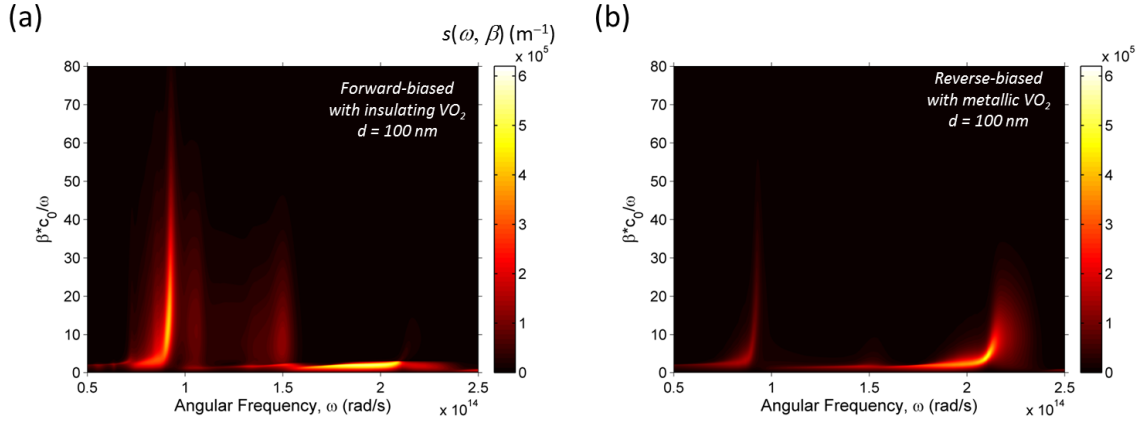 (a)
s(ω, β) (m⁻¹)
x 10⁵
80
70
60
50
40
30
20
10
0
β*c₀/ω
Forward-biased
with insulating VO₂
d = 100 nm
6
5
4
3
2
1
0
0.5
1
1.5
2
2.5
x 10¹⁴
Angular Frequency, ω (rad/s)
(b)
x 10⁵
80
70
60
50
40
30
20
10
0
β*c₀/ω
Reverse-biased
with metallic VO₂
d = 100 nm
6
5
4
3
2
1
0
0.5
1
1.5
2
2.5
x 10¹⁴
Angular Frequency, ω (rad/s)